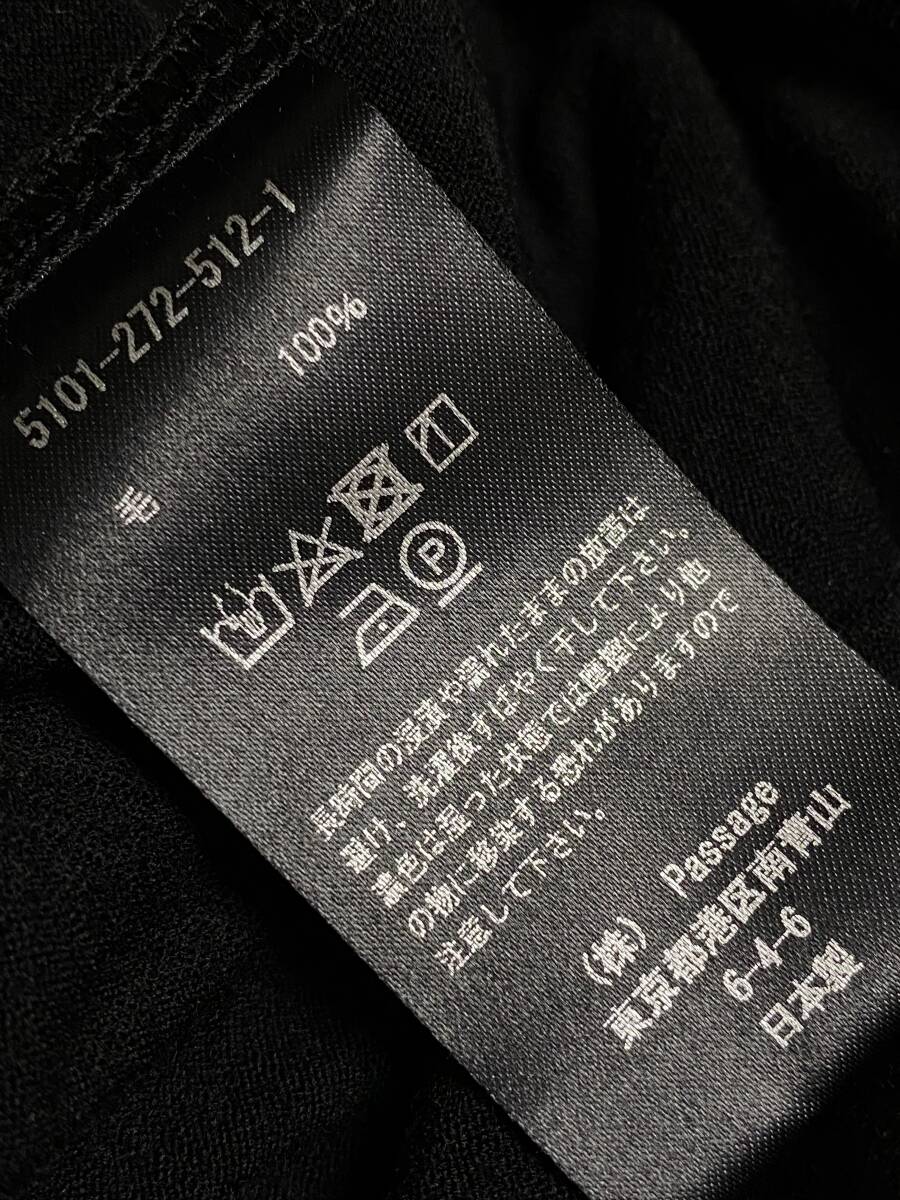 5101-272-512-1
毛 100%
P
長時間の浸漬や濡れたままの放置は
避け、洗濯後すばやく干して下さい。
濃色は湿った状態では摩擦により他
の物に移染する恐れがありますので
注意して下さい。
(株) Passage
東京都港区南青山
6-4-6
日本製